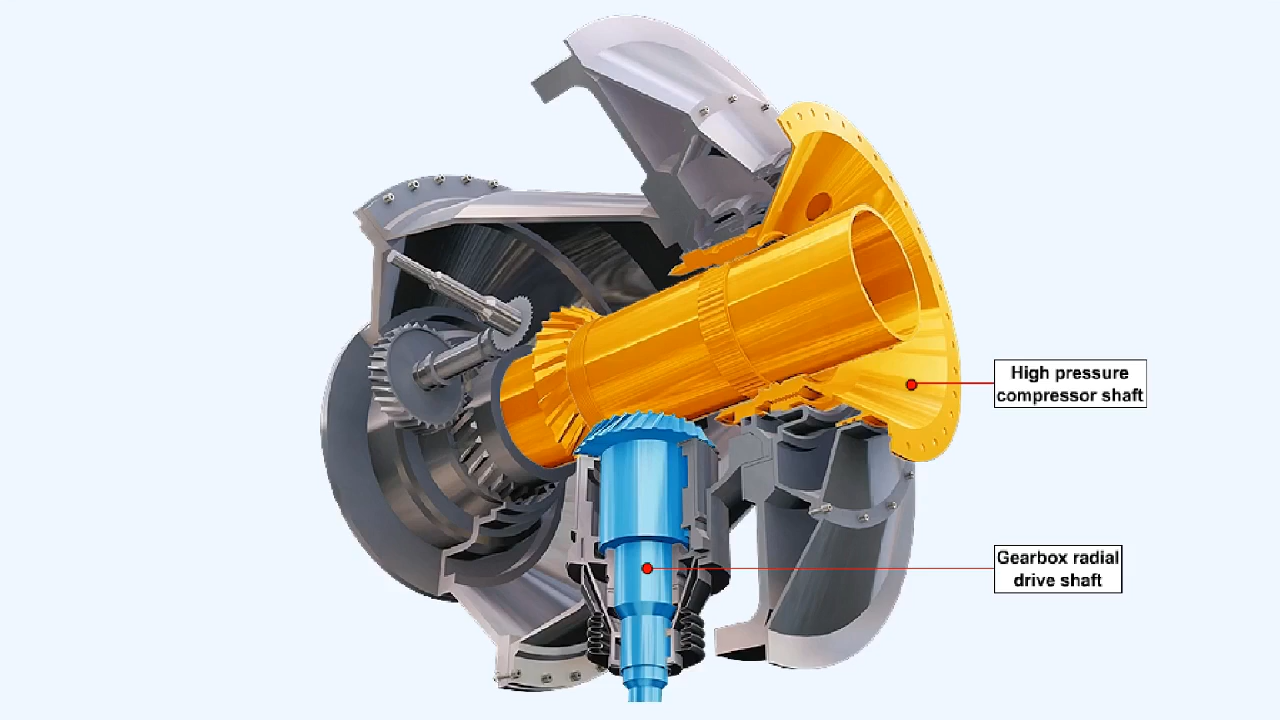 High pressure
compressor shaft
Gearbox radial
drive shaft